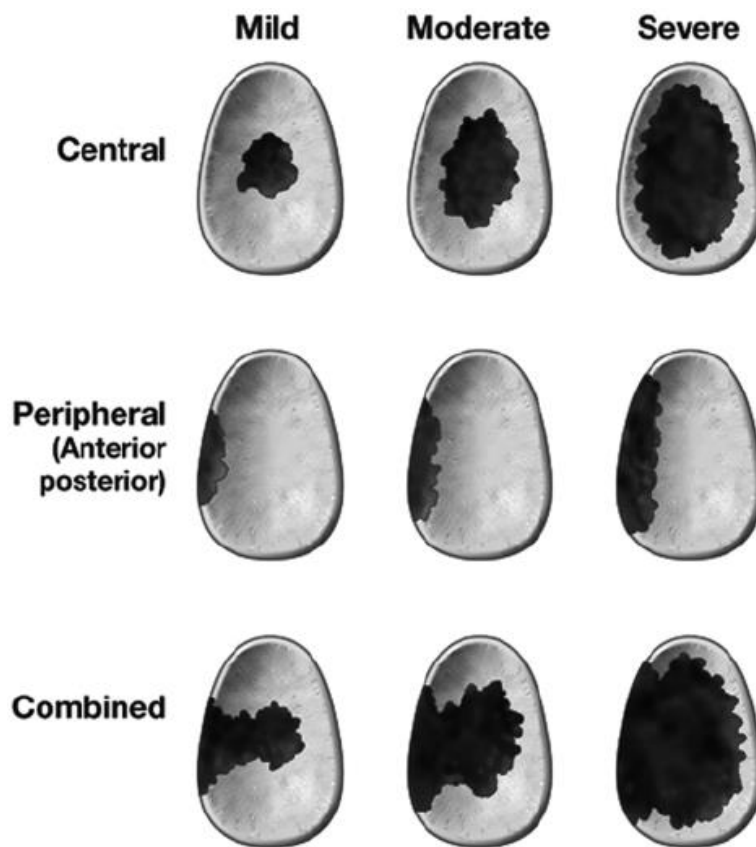 Mild Moderate Severe
Central
Peripheral
(Anterior
posterior)
Combined